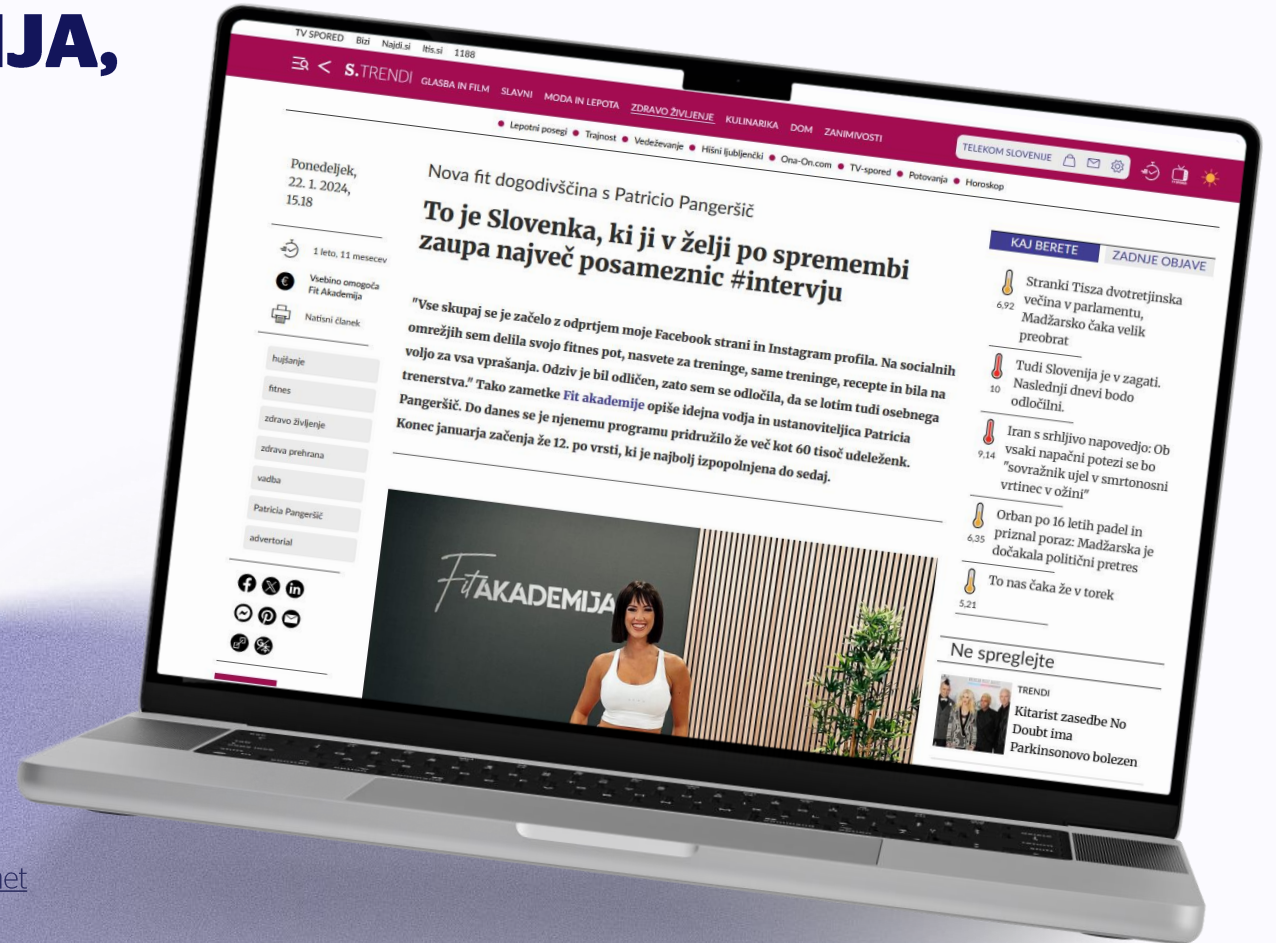 IJA,
TV SPORED Bizi Najdi.si Itis.si 1188
S.TRENDI GLASBA IN FILM SLAVNI MODA IN LEPOTA ZDRAVO ŽIVLJENJE KULINARIKA DOM ZANIMIVOSTI
TELEKOM SLOVENIJE
Lepotni posegi Trajnost Vedeževanje Hišni ljubljenčki Ona-On.com TV-spored Potovanja Horoskop
Ponedeljek,
22. 1. 2024,
15.18
1 leto, 11 mesecev
€
Vsebino omogoča
Fit Akademija
Natisni članek
hujšanje
fitnes
zdravo življenje
zdrava prehrana
vadba
Patricia Pangeršič
advertorial
Nova fit dogodivščina s Patricio Pangeršič
To je Slovenka, ki ji v želji po spremembi
zaupa največ posameznic #intervju
"Vse skupaj se je začelo z odprtjem moje Facebook strani in Instagram profila. Na socialnih
omrežjih sem delila svojo fitnes pot, nasvete za treninge, same treninge, recepte in bila na
voljo za vsa vprašanja. Odziv je bil odličen, zato sem se odločila, da se lotim tudi osebnega
trenerstva." Tako zametke Fit akademije opiše idejna vodja in ustanoviteljica Patricia
Pangeršič. Do danes se je njenemu programu pridružilo že več kot 60 tisoč udeleženk.
Konec januarja začenja že 12. po vrsti, ki je najbolj izpopolnjena do sedaj.
Fit AKADEMIJA
KAJ BERETE ZADNJE OBJAVE
6,92
Stranki Tisza dvotretjinska
večina v parlamentu,
Madžarsko čaka velik
preobrat
10
Tudi Slovenija je v zagati.
Naslednji dnevi bodo
odločilni.
9,14
Iran s srhljivo napovedjo: Ob
vsaki napačni potezi se bo
"sovražnik ujel v smrtonosni
vrtinec v ožini"
6,35
Orban po 16 letih padel in
priznal poraz: Madžarska je
dočakala politični pretres
5,21
To nas čaka že v torek
Ne spreglejte
TRENDI
Kitarist zasedbe No
Doubt ima
Parkinsonovo bolezen
net